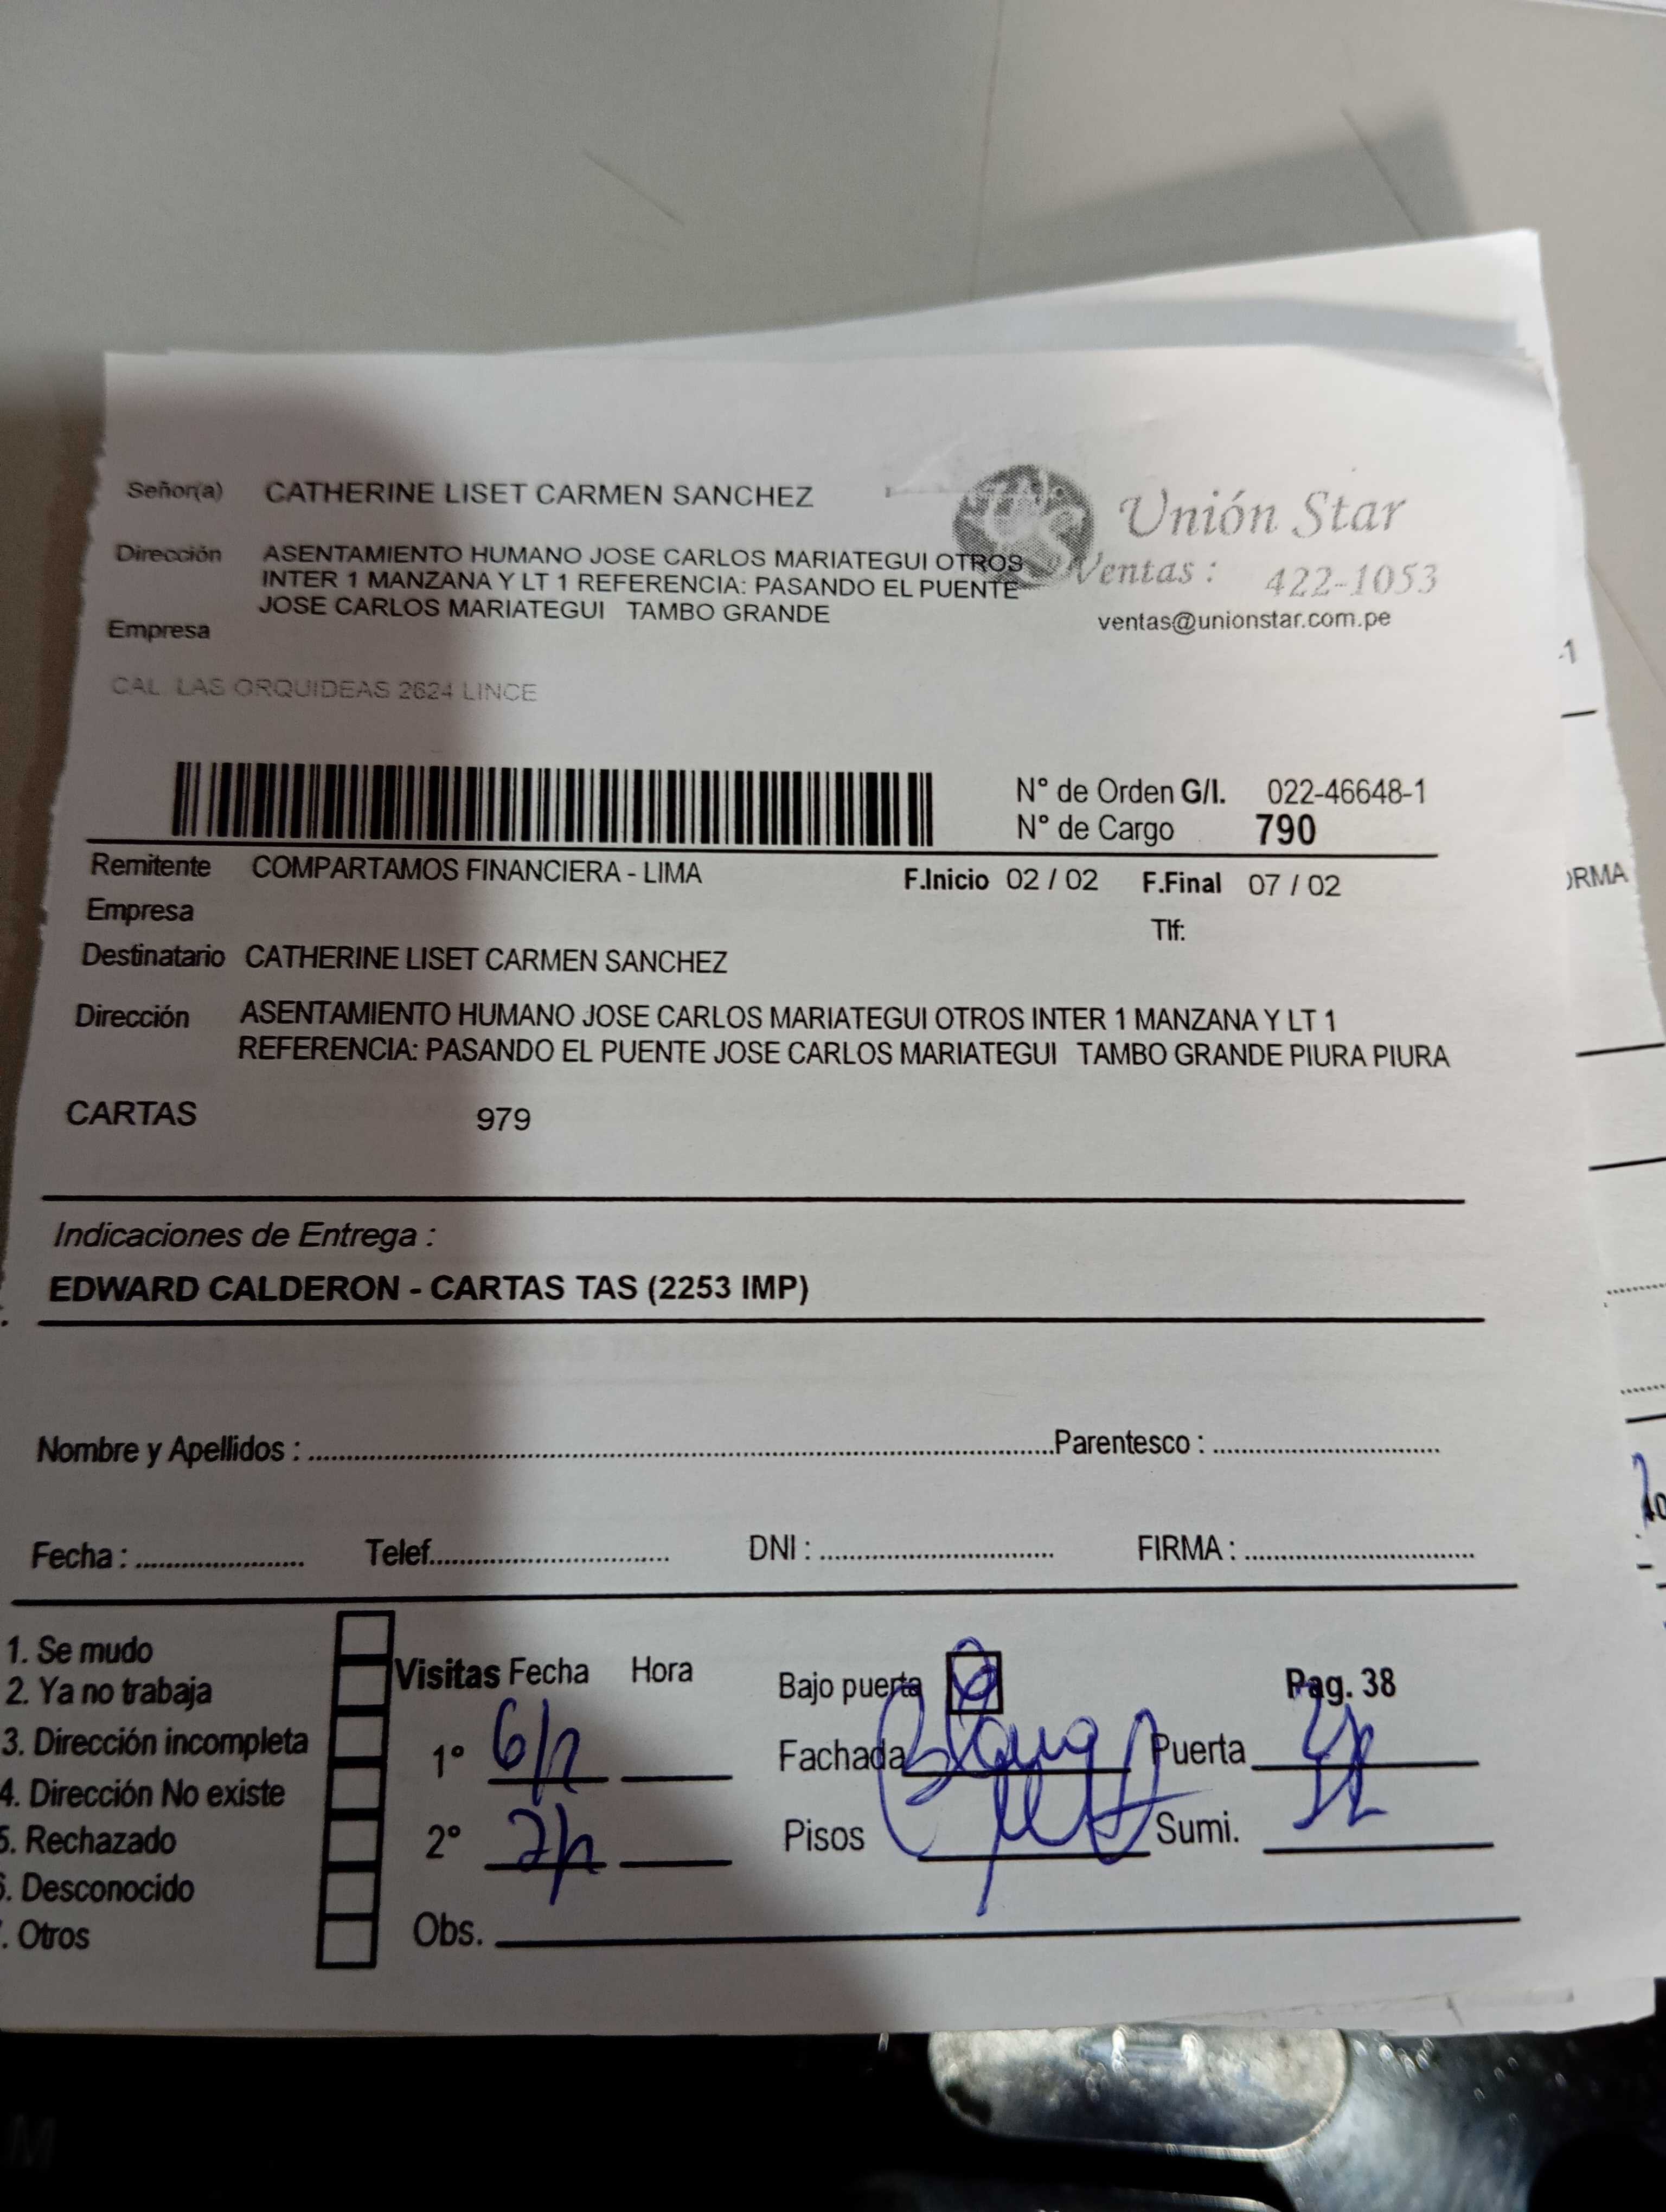 Señor(a) CATHERINE LISET CARMEN SANCHEZ
Unión Star
Dirección ASENTAMIENTO HUMANO JOSE CARLOS MARIATEGUI OTROS
INTER 1 MANZANA Y LT 1 REFERENCIA: PASANDO EL PUENTE
JOSE CARLOS MARIATEGUI TAMBO GRANDE
Ventas : 422-1053
ventas@unionstar.com.pe
Empresa
CAL. LAS ORQUIDEAS 2624 LINCE
N° de Orden G/I. 022-46648-1
N° de Cargo 790
Remitente COMPARTAMOS FINANCIERA - LIMA F.Inicio 02 / 02 F.Final 07 / 02
Empresa
Tlf:
Destinatario CATHERINE LISET CARMEN SANCHEZ
Dirección ASENTAMIENTO HUMANO JOSE CARLOS MARIATEGUI OTROS INTER 1 MANZANA Y LT 1
REFERENCIA: PASANDO EL PUENTE JOSE CARLOS MARIATEGUI TAMBO GRANDE PIURA PIURA
CARTAS 979
Indicaciones de Entrega :
EDWARD CALDERON - CARTAS TAS (2253 IMP)
Nombre y Apellidos : Parentesco :
Fecha : Telef. DNI : FIRMA :
1. Se mudo
2. Ya no trabaja
3. Dirección incompleta
4. Dirección No existe
5. Rechazado
6. Desconocido
. Otros
Visitas Fecha Hora
1°
2°
Obs.
Bajo puerta Pag. 38
Fachada Puerta
Pisos Sumi.
-1
ORMA